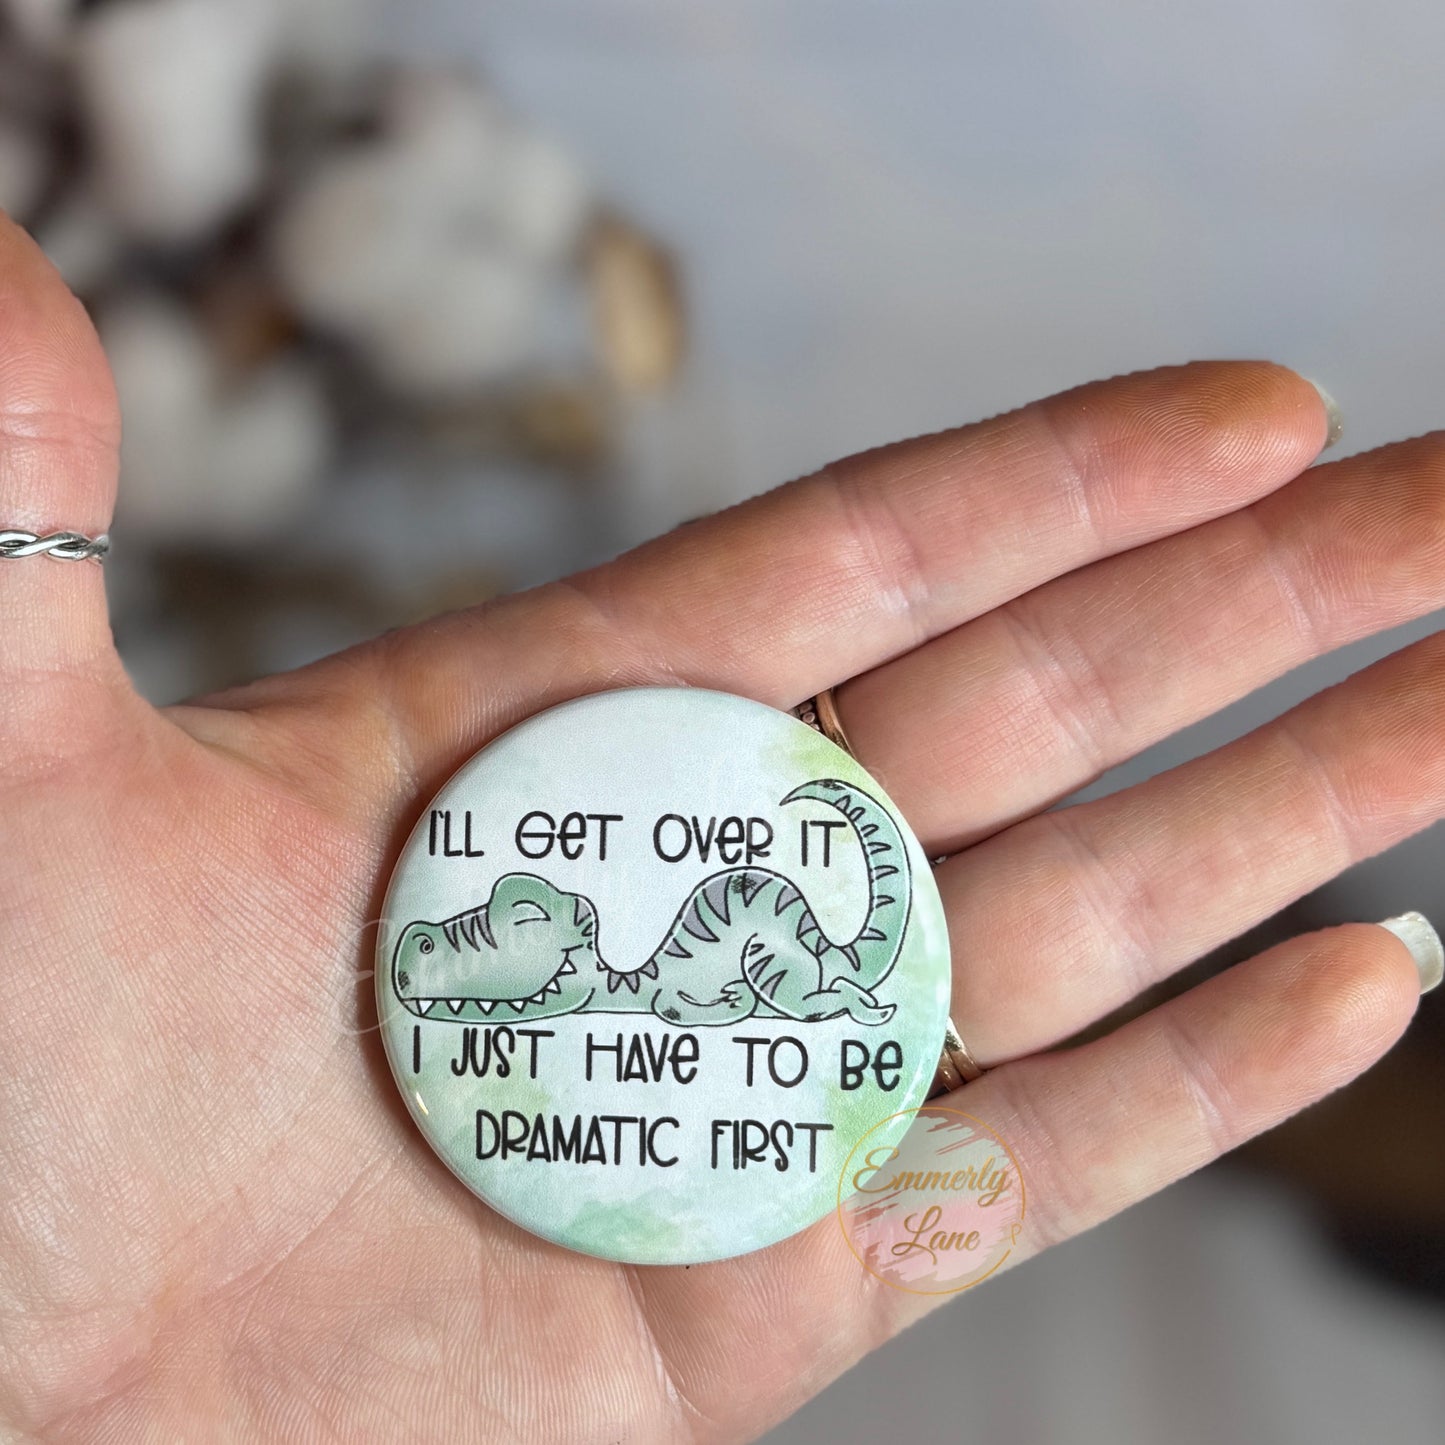 I'LL GET OVER IT
I JUST HAVE TO BE
DRAMATIC FIRST
Emmerly
Lane